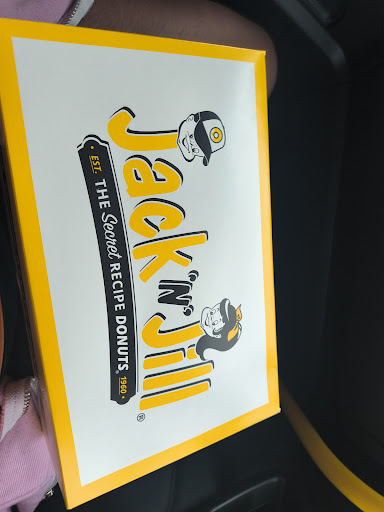 Jack "N" Jill®
EST. THE Secret RECIPE DONUTS® 1960